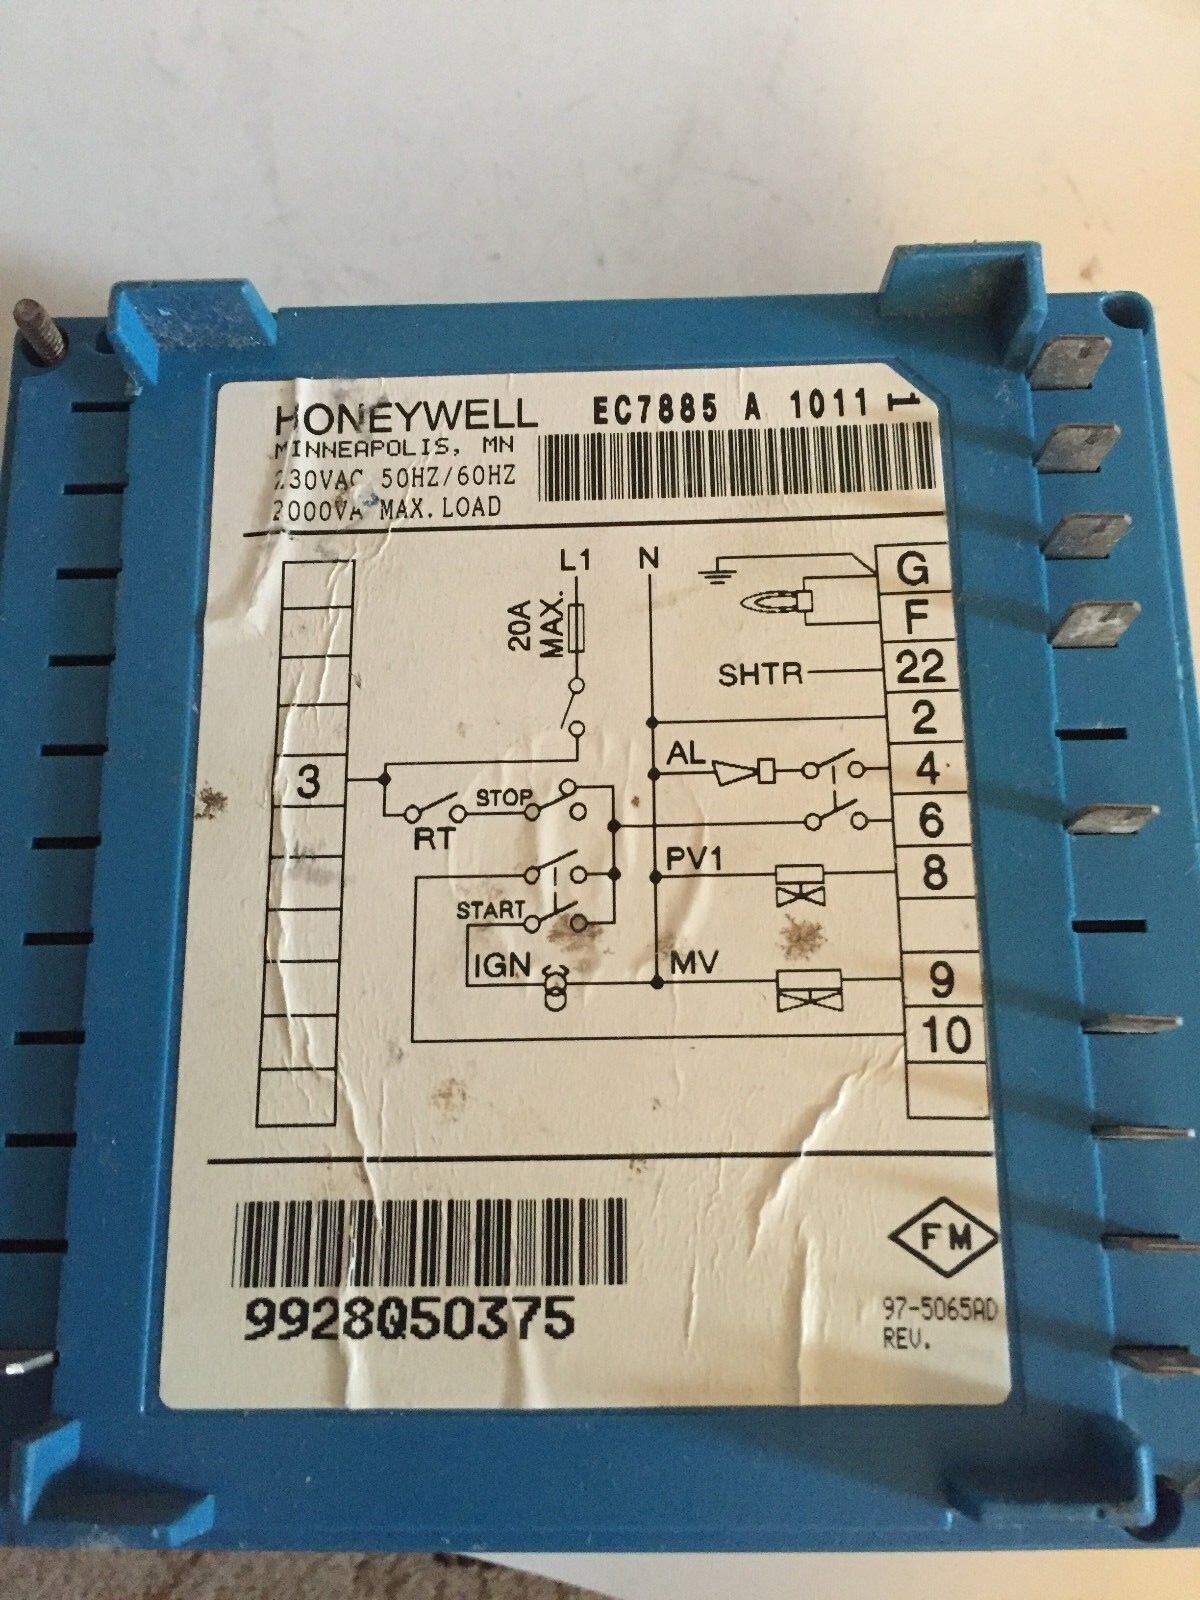 HONEYWELL
MINNEAPOLIS, MN
230VAC 50HZ/60HZ
2000VA MAX. LOAD
EC7885 A 1011 1
L1
N
20A
MAX.
G
F
SHTR
22
2
AL
4
3
RT
STOP
6
PV1
8
START
IGN
MV
9
10
9928Q50375
FM
97-5065AD
REV.